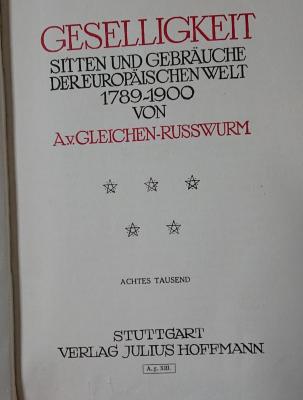 GESELLIGKEIT
SITTEN UND GEBRÄUCHE
DER EUROPÄISCHEN WELT
1789-1900
VON
A.v.GLEICHEN-RUSSWURM
ACHTES TAUSEND
STUTTGART
VERLAG JULIUS HOFFMANN
A. g. XIII.